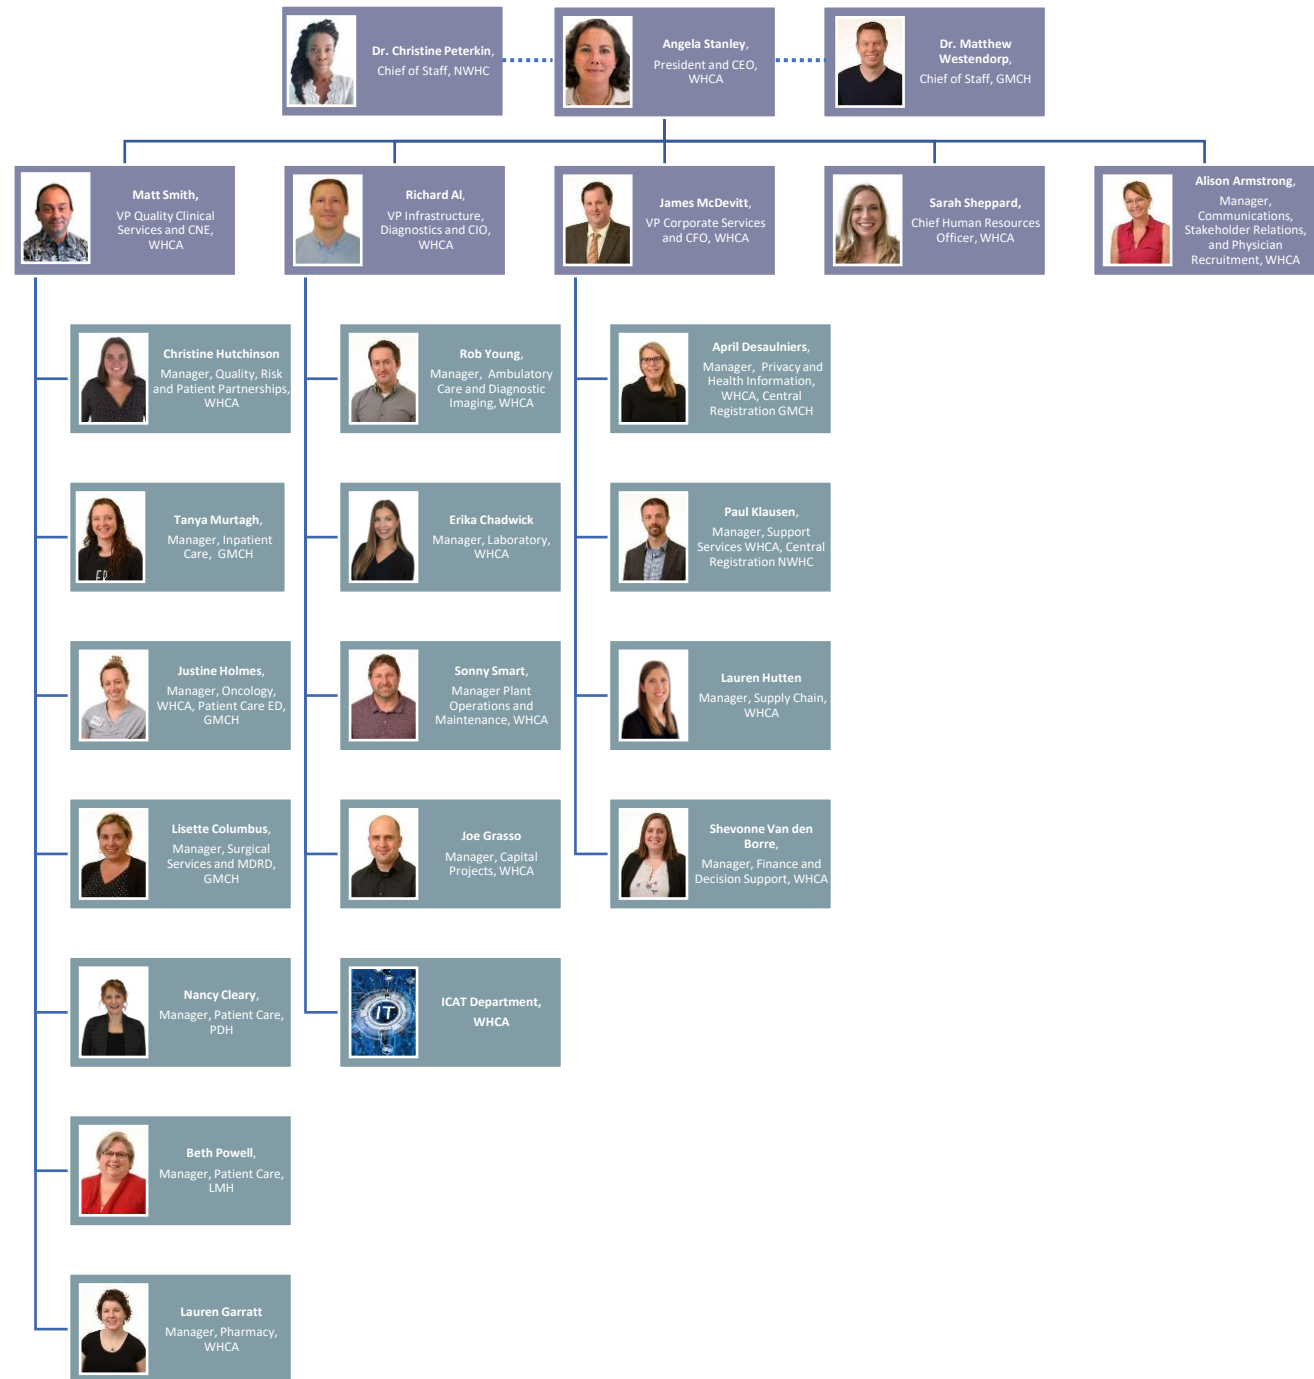 Dr. Christine Peterkin,
Chief of Staff, NWHC
Angela Stanley,
President and CEO,
WHCA
Dr. Matthew
Westendorp,
Chief of Staff, GMCH
Matt Smith,
VP Quality Clinical
Services and CNE,
WHCA
Richard Al,
VP Infrastructure,
Diagnostics and CIO,
WHCA
James McDevitt,
VP Corporate Services
and CFO, WHCA
Sarah Sheppard,
Chief Human Resources
Officer, WHCA
Alison Armstrong,
Manager,
Communications,
Stakeholder Relations,
and Physician
Recruitment, WHCA
Christine Hutchinson
Manager, Quality, Risk
and Patient Partnerships,
WHCA
Tanya Murtagh,
Manager, Inpatient
Care, GMCH
Justine Holmes,
Manager, Oncology,
WHCA, Patient Care ED,
GMCH
Lisette Columbus,
Manager, Surgical
Services and MDRD,
GMCH
Nancy Cleary,
Manager, Patient Care,
PDH
Beth Powell,
Manager, Patient Care,
LMH
Lauren Garratt
Manager, Pharmacy,
WHCA
Rob Young,
Manager, Ambulatory
Care and Diagnostic
Imaging, WHCA
Erika Chadwick
Manager, Laboratory,
WHCA
Sonny Smart,
Manager Plant
Operations and
Maintenance, WHCA
Joe Grasso
Manager, Capital
Projects, WHCA
IT
ICAT Department,
WHCA
April Desaulniers,
Manager, Privacy and
Health Information,
WHCA, Central
Registration GMCH
Paul Klausen,
Manager, Support
Services WHCA, Central
Registration NWHC
Lauren Hutten
Manager, Supply Chain,
WHCA
Shevonne Van den
Borre,
Manager, Finance and
Decision Support, WHCA